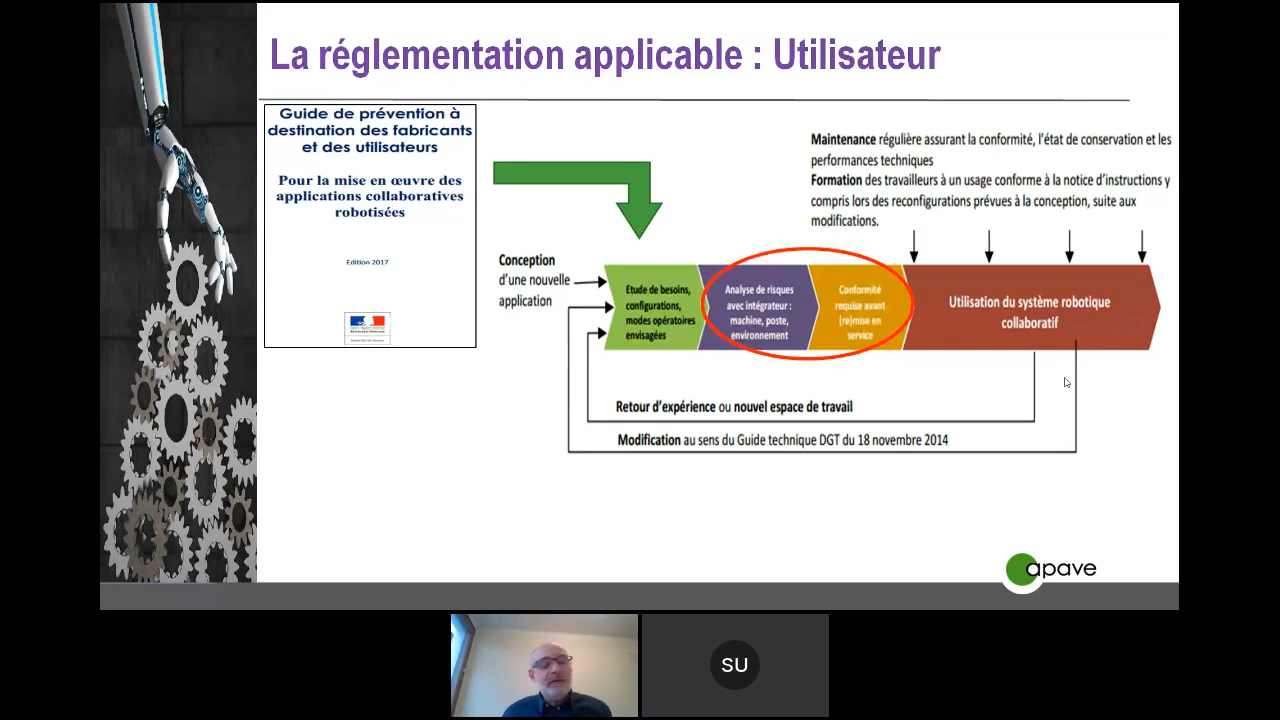 La réglementation applicable : Utilisateur
Guide de prévention à
destination des fabricants
et des utilisateurs
Pour la mise en œuvre des
applications collaboratives
robotisées
Edition 2017
Maintenance régulière assurant la conformité, l'état de conservation et les
performances techniques
Formation des travailleurs à un usage conforme à la notice d'instructions y
compris lors des reconfigurations prévues à la conception, suite aux
modifications.
Conception
d'une nouvelle
application
Etude de besoins,
configurations,
modes opératoires
envisagées
Analyse de risques
avec intégrateur :
machine, poste,
environnement
Conformité
requise avant
(re)mise en
service
Utilisation du système robotique
collaboratif
Retour d'expérience ou nouvel espace de travail
Modification au sens du Guide technique DGT du 18 novembre 2014
apave
SU